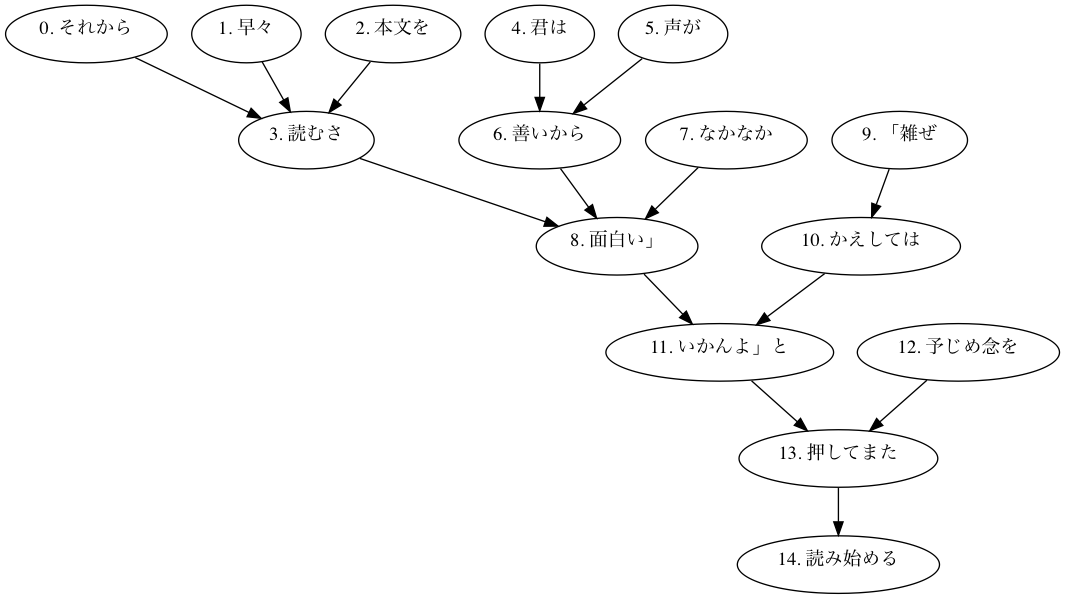 0. それから
1. 早々
2. 本文を
4. 君は
5. 声が
3. 読むさ
6. 善いから
7. なかなか
9. 「雑ぜ
8. 面白い」
10. かえしては
11. いかんよ」と
12. 予じめ念を
13. 押してまた
14. 読み始める